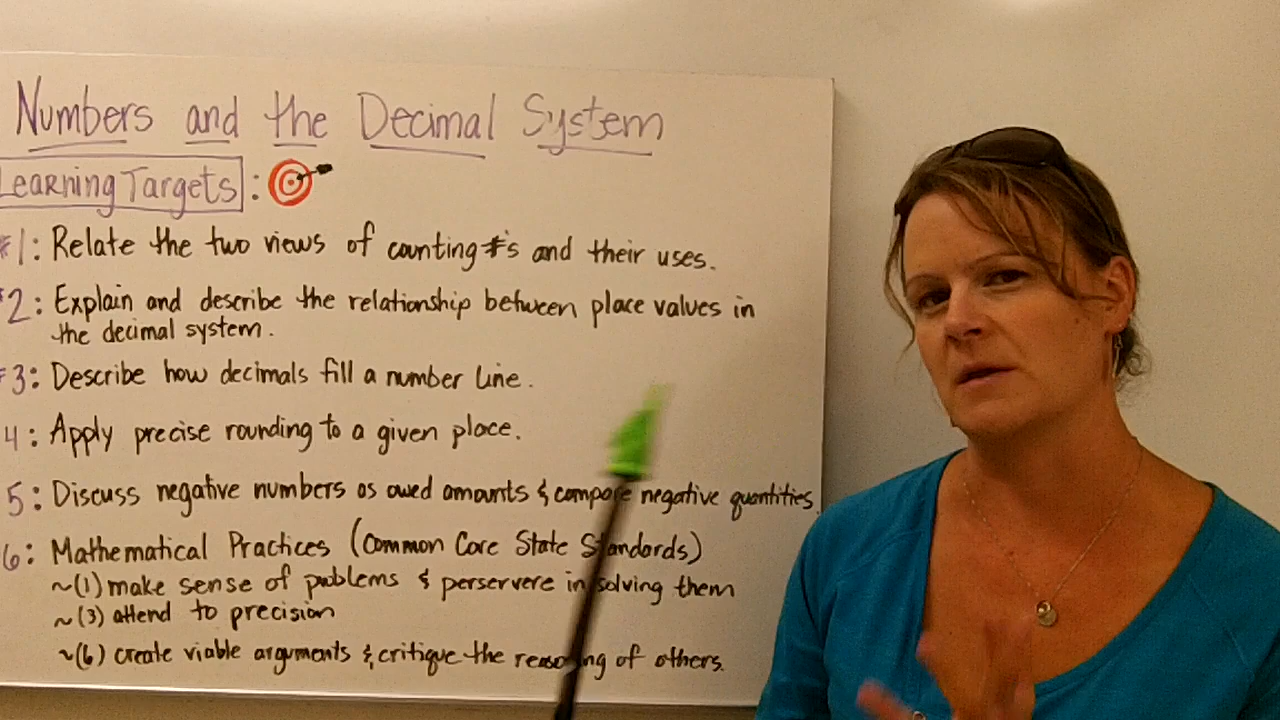 Numbers and the Decimal System
Learning Targets:
#1: Relate the two views of counting #'s and their uses.
#2: Explain and describe the relationship between place values in
the decimal system.
#3: Describe how decimals fill a number line.
4: Apply precise rounding to a given place.
5: Discuss negative numbers as owed amounts & compare negative quantities.
6: Mathematical Practices (Common Core State Standards)
~(1) make sense of problems & perservere in solving them
~(3) attend to precision
~(6) create viable arguments & critique the reasoning of others.